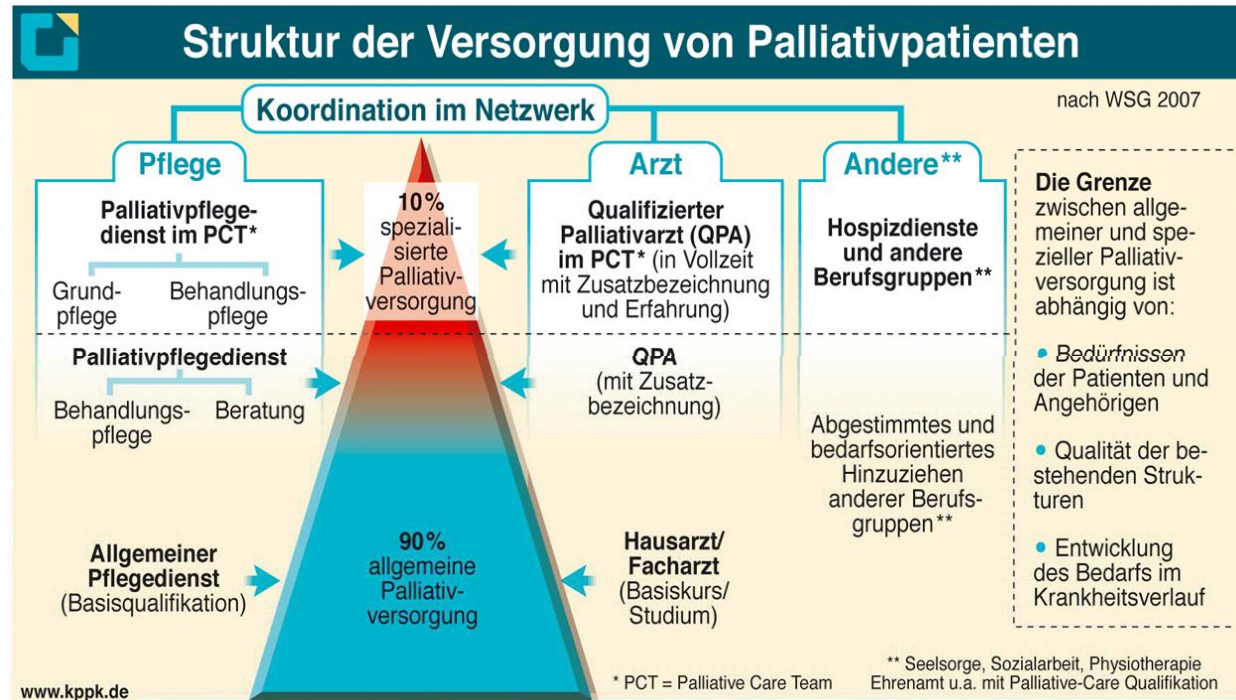 Struktur der Versorgung von Palliativpatienten
Koordination im Netzwerk
nach WSG 2007
Pflege
Palliativpflege-
dienst im PCT*
Grund-
pflege
Behandlungs-
pflege
Palliativpflegedienst
Behandlungs-
pflege
Beratung
Allgemeiner
Pflegedienst
(Basisqualifikation)
10%
speziali-
sierte
Palliativ-
versorgung
90%
allgemeine
Palliativ-
versorgung
Arzt
Qualifizierter
Palliativarzt (QPA)
im PCT* (in Vollzeit
mit Zusatzbezeichnung
und Erfahrung)
QPA
(mit Zusatz-
bezeichnung)
Hausarzt/
Facharzt
(Basiskurs/
Studium)
Andere**
Hospizdienste
und andere
Berufsgruppen**
Abgestimmtes und
bedarfsorientiertes
Hinzuziehen
anderer Berufs-
gruppen**
Die Grenze
zwischen allge-
meiner und spe-
zieller Palliativ-
versorgung ist
abhängig von:
• Bedürfnissen
der Patienten und
Angehörigen
• Qualität der be-
stehenden Struk-
turen
• Entwicklung
des Bedarfs im
Krankheitsverlauf
www.kppk.de
* PCT = Palliative Care Team
** Seelsorge, Sozialarbeit, Physiotherapie
Ehrenamt u.a. mit Palliative-Care Qualifikation